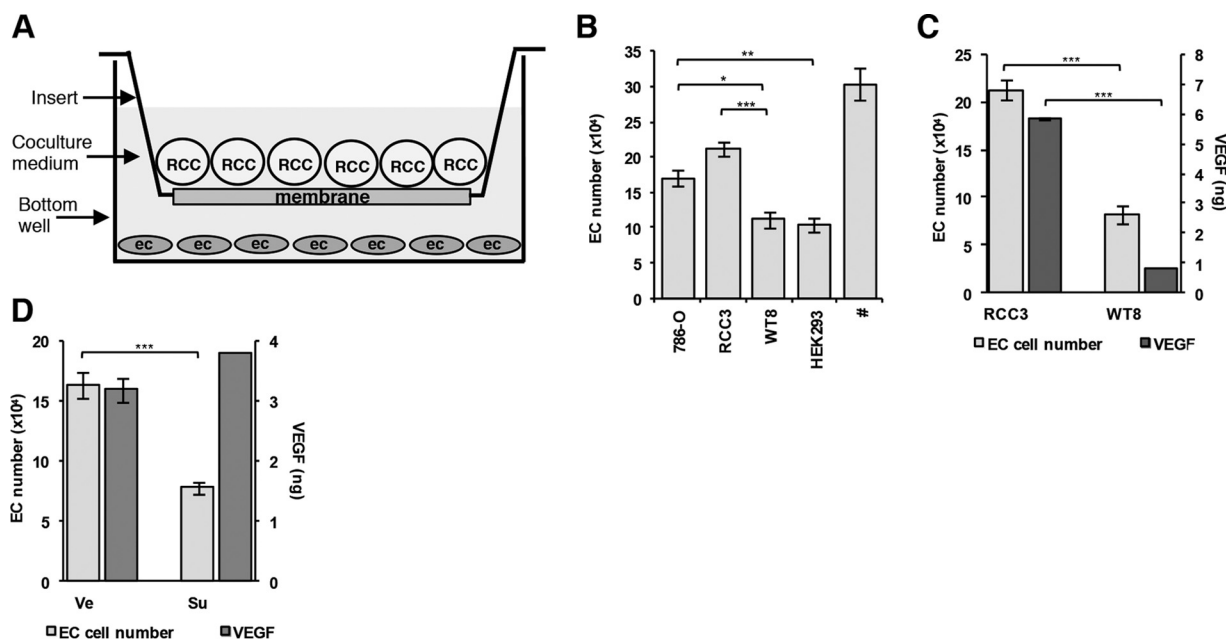 A
Insert
Coculture
medium
Bottom
well
RCC RCC RCC RCC RCC RCC
membrane
ec ec ec ec ec ec ec
B
EC number (x10⁴)
35
30
25
20
15
10
5
0
**
*
***
786-O
RCC3
WT8
HEK293
#
C
EC number (x10⁴)
25
20
15
10
5
0
***
***
8
7
6
5
4
3
2
1
0
VEGF (ng)
RCC3 WT8
EC cell number VEGF
D
EC number (x10⁴)
20
15
10
5
0
***
4
3
2
1
0
VEGF (ng)
Ve Su
EC cell number VEGF